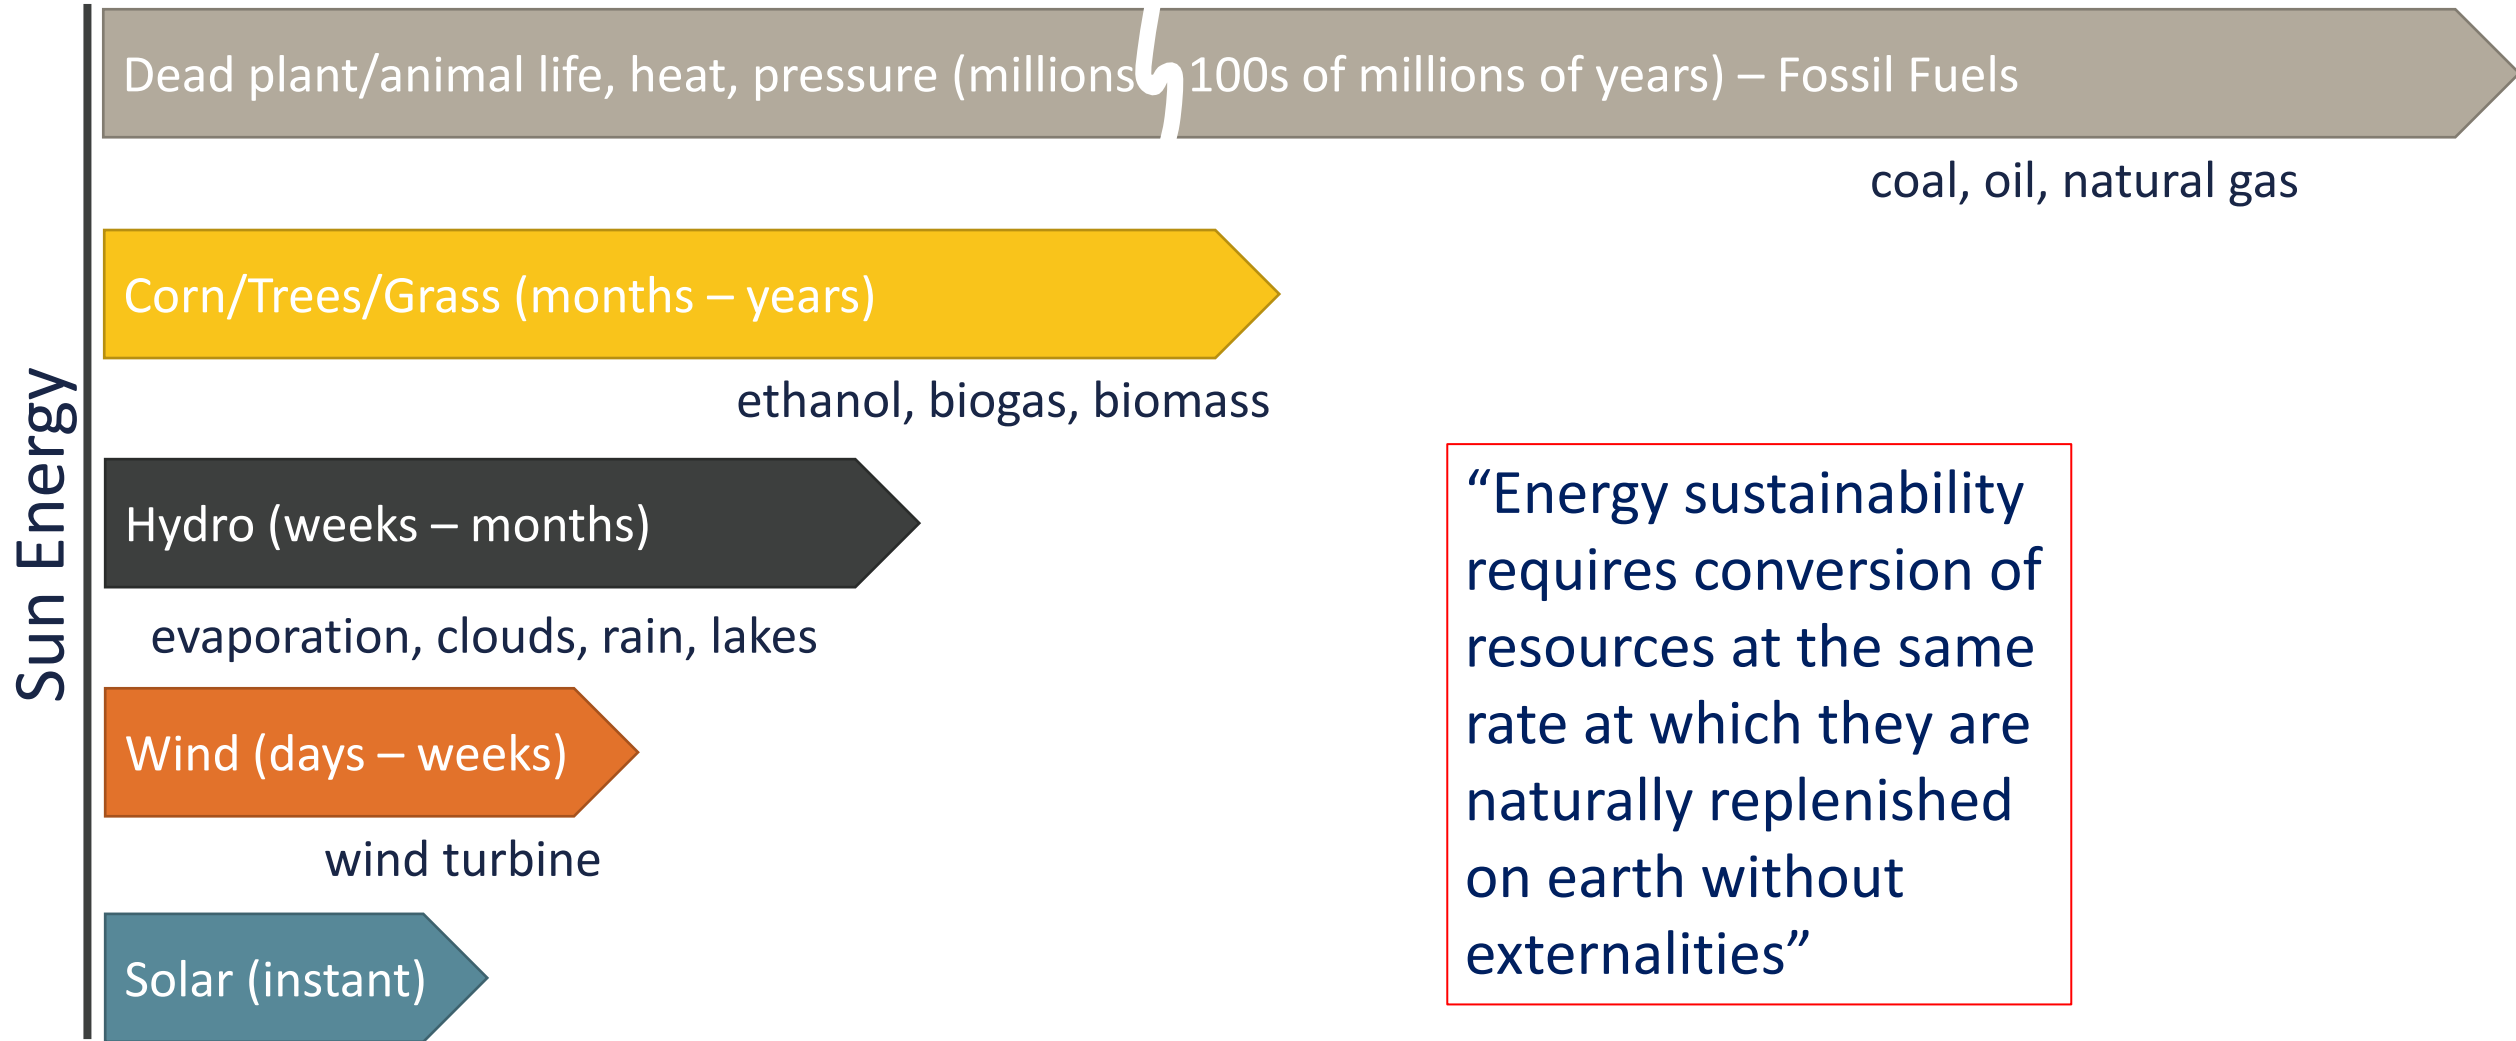 Dead plant/animal life, heat, pressure (millions 100s of millions of years) – Fossil Fuels
coal, oil, natural gas
Corn/Trees/Grass (months – years)
ethanol, biogas, biomass
Hydro (weeks – months)
evaporation, clouds, rain, lakes
Wind (days – weeks)
wind turbine
Solar (instant)
Sun Energy
“Energy sustainability
requires conversion of
resources at the same
rate at which they are
naturally replenished
on earth without
externalities”